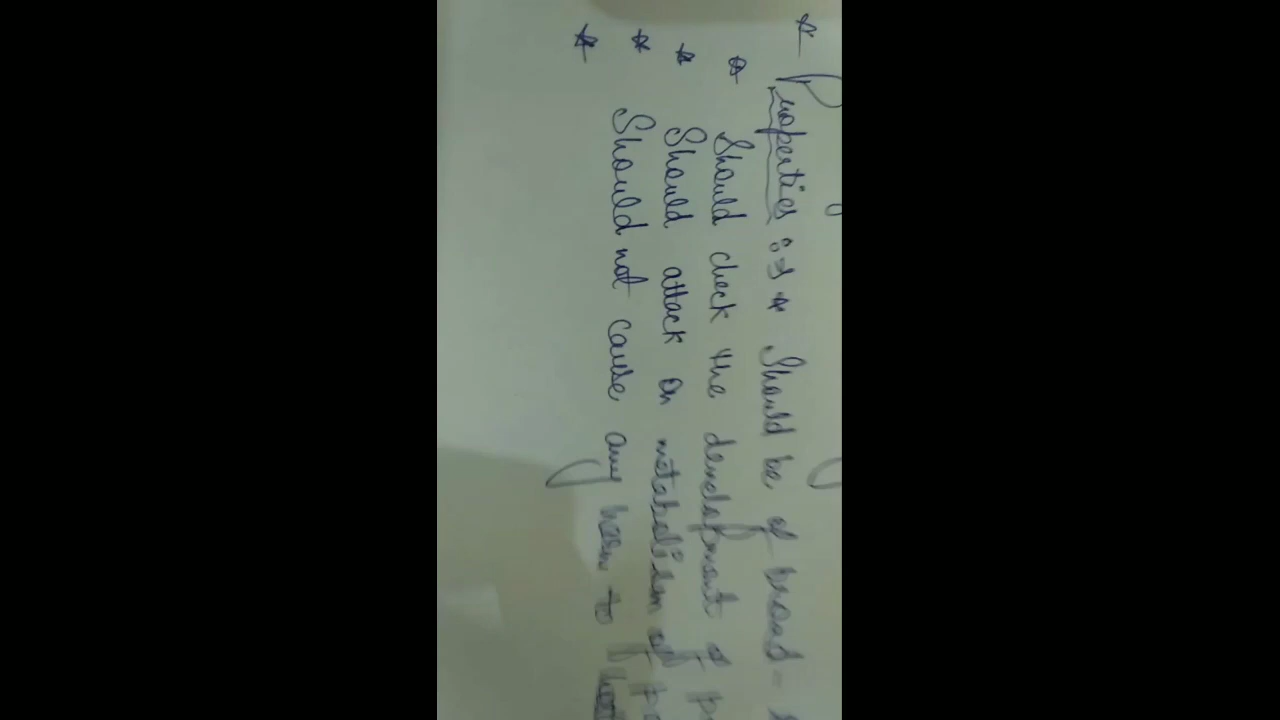 * Properties :-> * Should be of broad-
* Should check the development of
* Should attack on metabolism of
* Should not cause any harm to
*